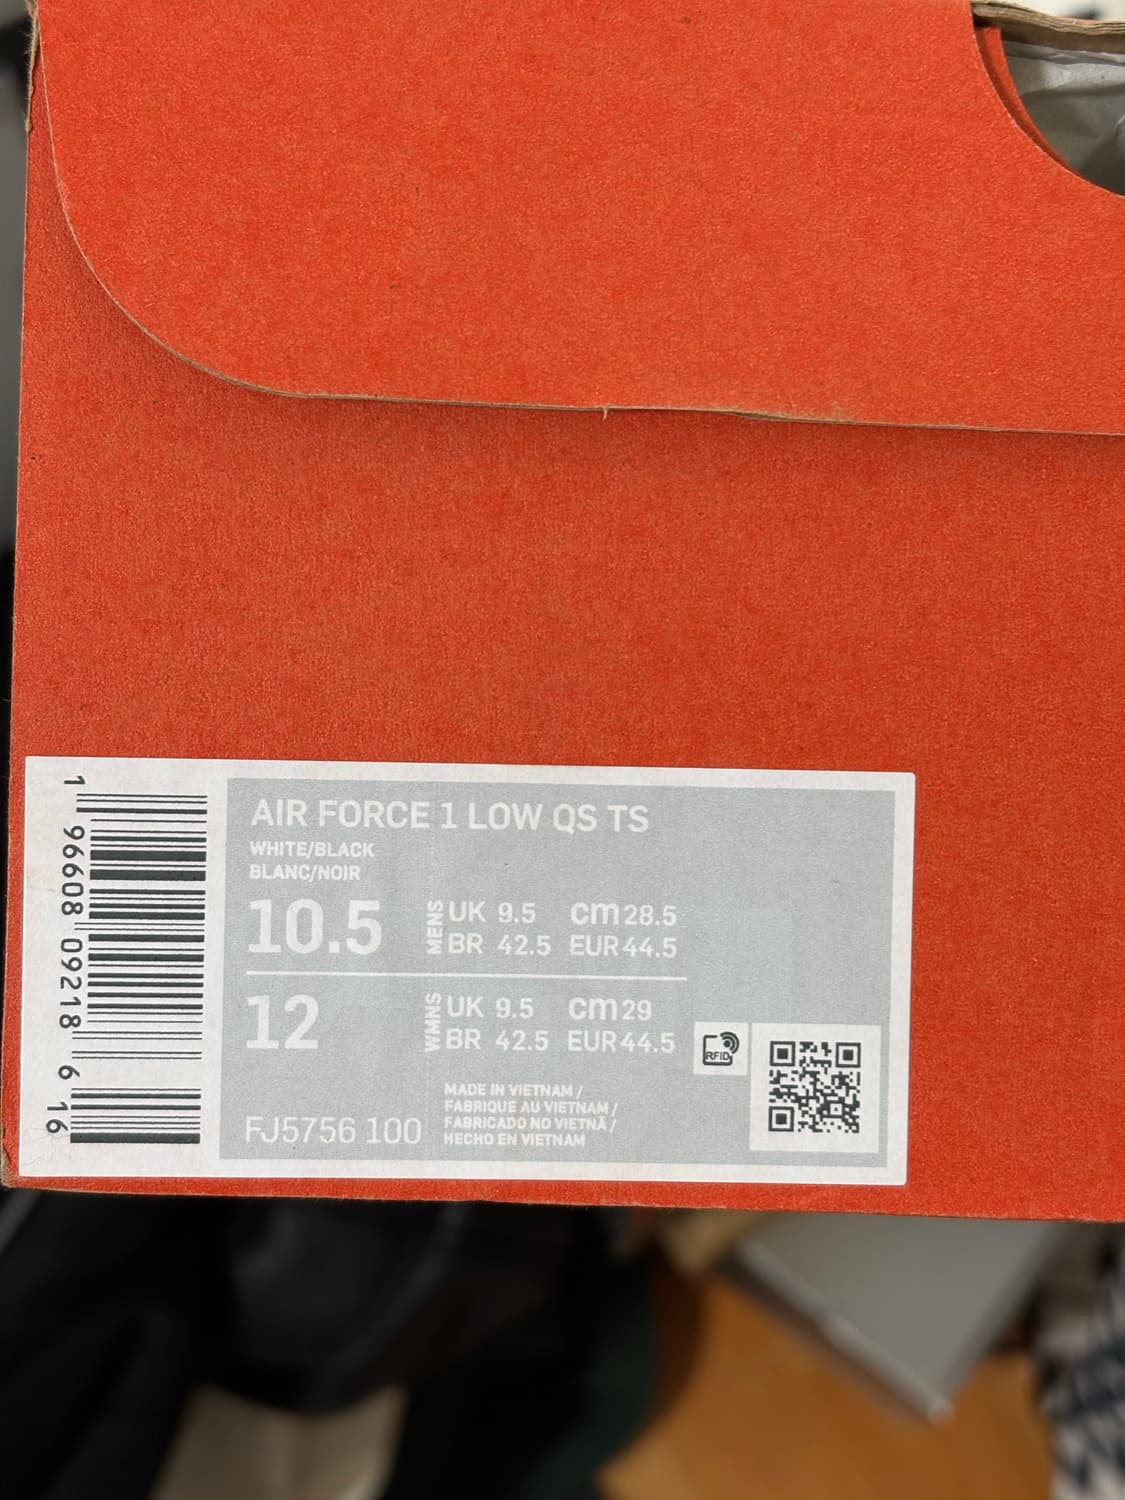 AIR FORCE 1 LOW QS TS
WHITE/BLACK
BLANC/NOIR
10.5
MENS
UK 9.5 cm 28.5
BR 42.5 EUR 44.5
12
WMNS
UK 9.5 cm 29
BR 42.5 EUR 44.5
FJ5756 100
MADE IN VIETNAM /
FABRIQUE AU VIETNAM /
FABRICADO NO VIETNÃ /
HECHO EN VIETNAM
RFID
1 96608 09218 6 16